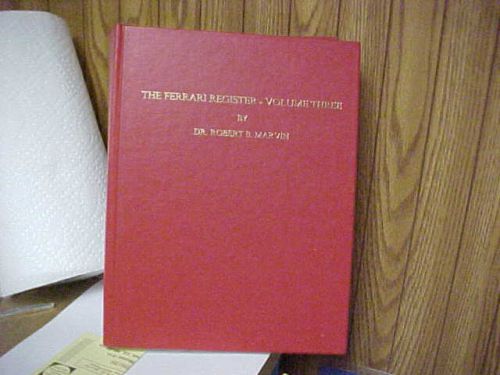 THE FERRARI REGISTER - VOLUME THREE
BY
DR. ROBERT B. MARVIN